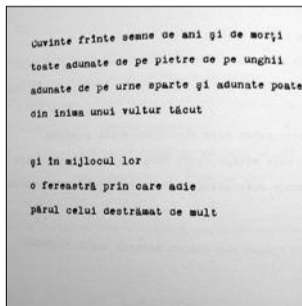 Cuvinte frînte semne de ani şi de morţi
toate adunate de pe pietre de pe unghii
adunate de pe urne sparte şi adunate poate
din inima unui vultur tăcut
şi în mijlocul lor
o fereastră prin care adie
părul celui destrămat de mult